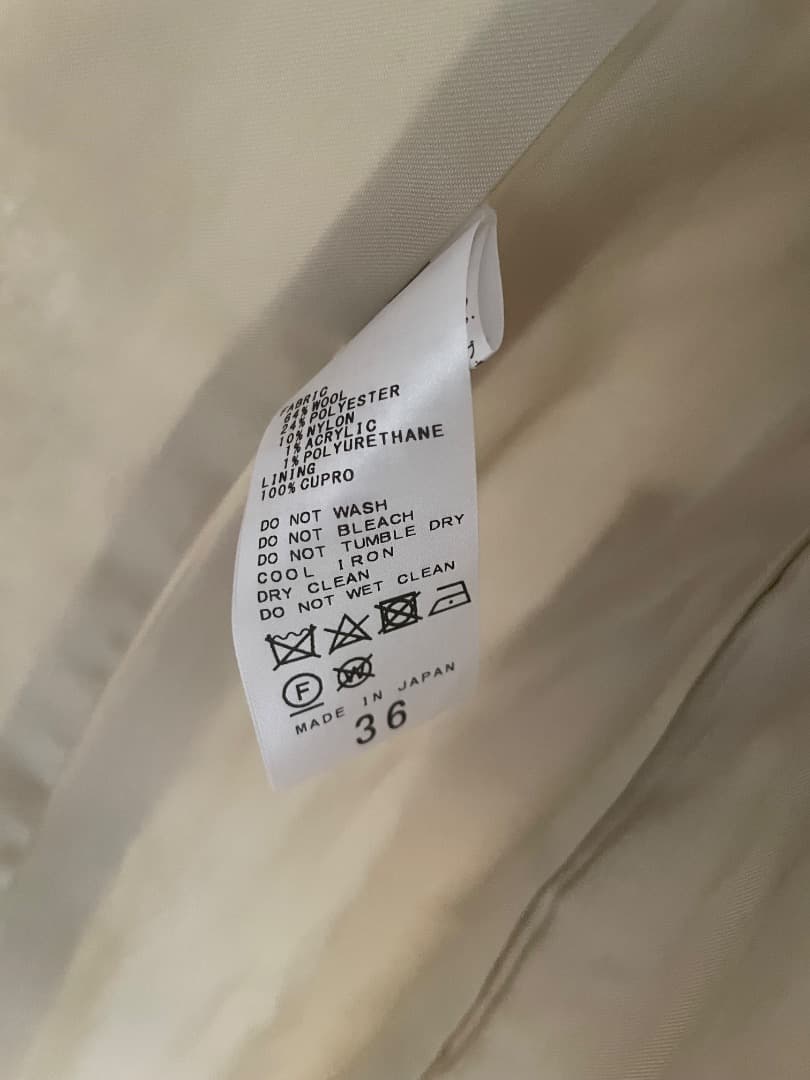 FABRIC
64% WOOL
24% POLYESTER
10% NYLON
1% ACRYLIC
1% POLYURETHANE
LINING
100% CUPRO
DO NOT WASH
DO NOT BLEACH
DO NOT TUMBLE DRY
COOL IRON
DRY CLEAN
DO NOT WET CLEAN
F W
MADE IN JAPAN
36